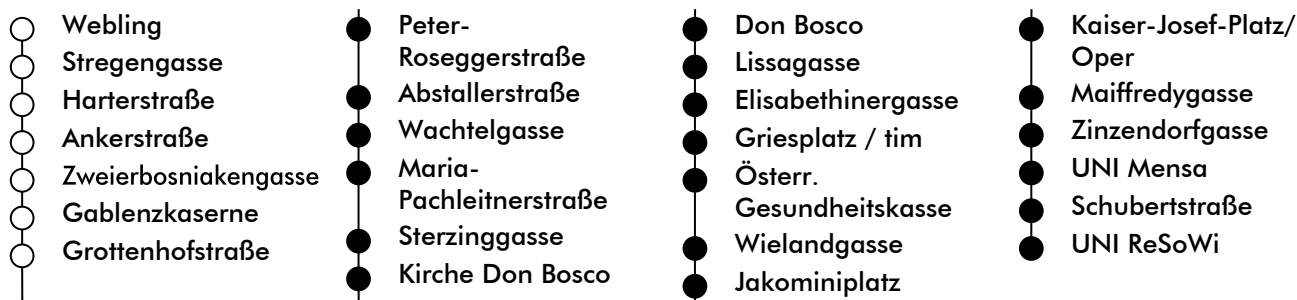 Webling
Stregengasse
Harterstraße
Ankerstraße
Zweierbosniakengasse
Gablenzkaserne
Grottenhofstraße
Peter-
Roseggerstraße
Abstallerstraße
Wachtelgasse
Maria-
Pachleitnerstraße
Sterzinggasse
Kirche Don Bosco
Don Bosco
Lissagasse
Elisabethinergasse
Griesplatz / tim
Österr.
Gesundheitskasse
Wielandgasse
Jakominiplatz
Kaiser-Josef-Platz/
Oper
Maiffredygasse
Zinzendorfgasse
UNI Mensa
Schubertstraße
UNI ReSoWi